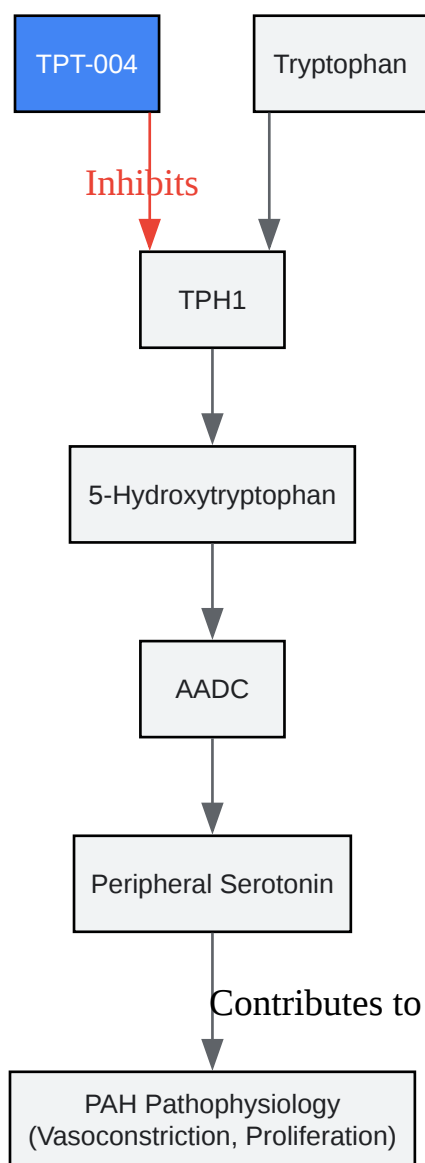 TPT-004
Tryptophan
Inhibits
TPH1
5-Hydroxytryptophan
AADC
Peripheral Serotonin
Contributes to
PAH Pathophysiology
(Vasoconstriction, Proliferation)